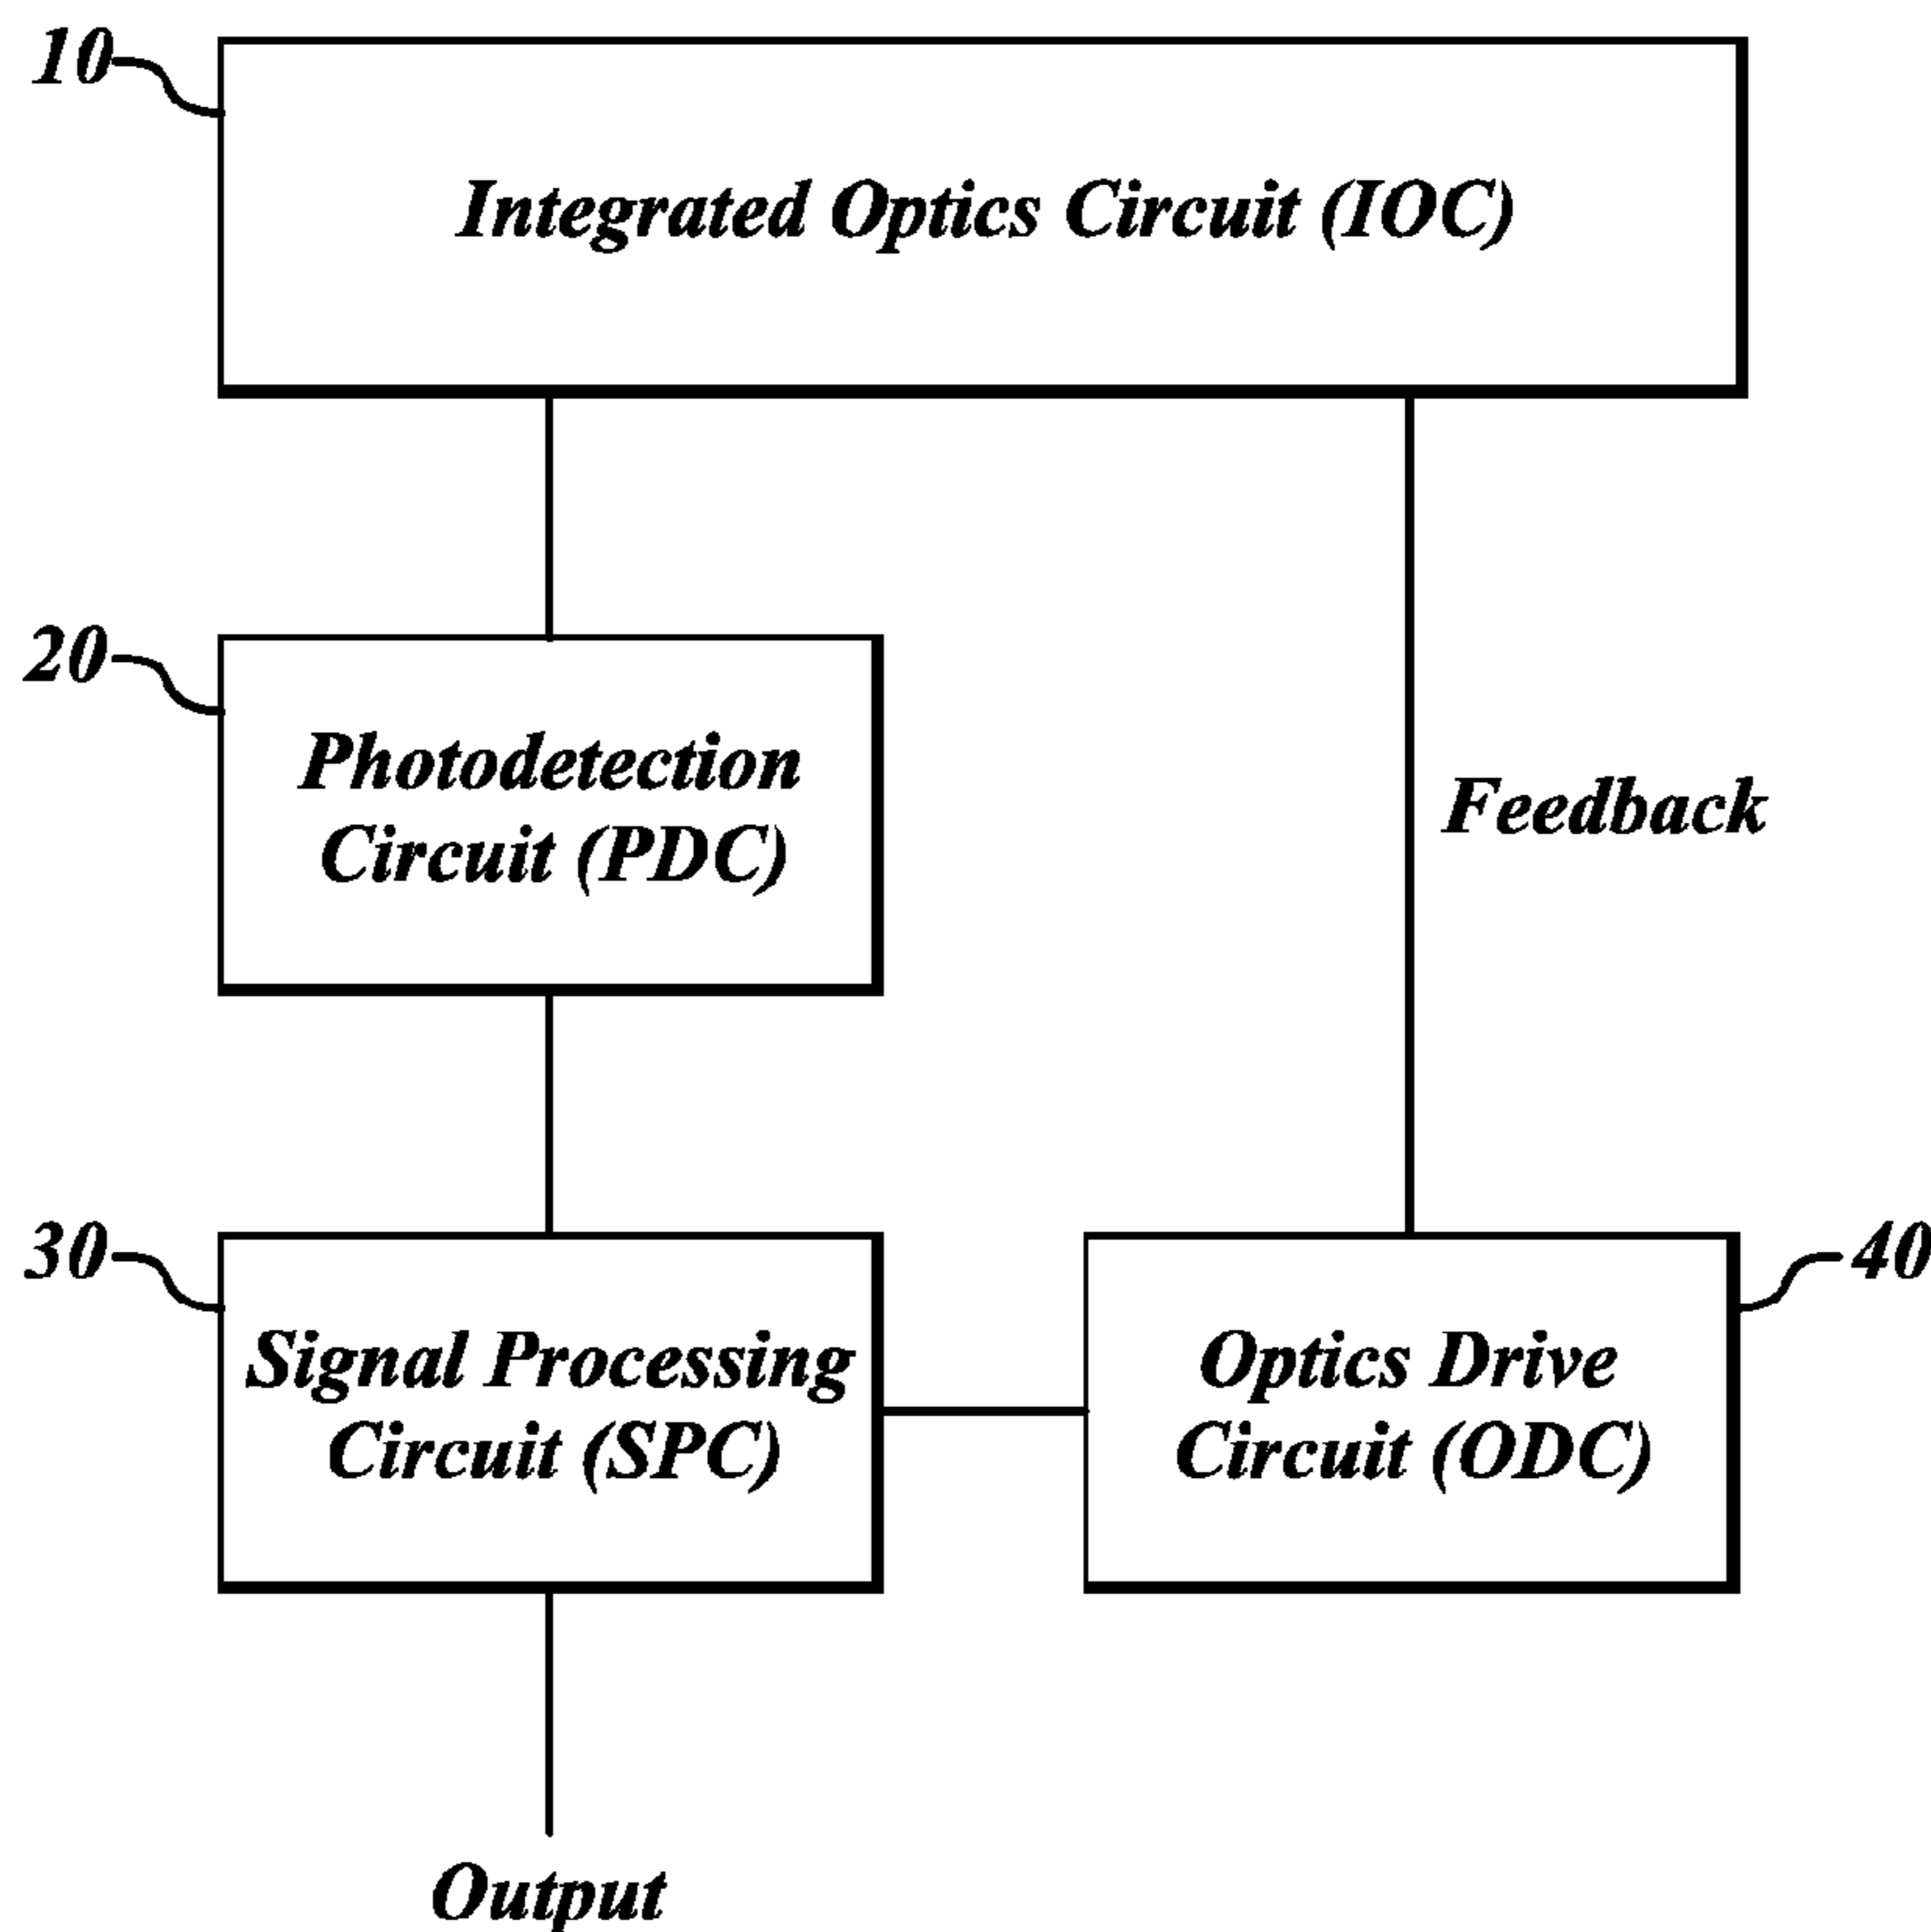 10
Integrated Optics Circuit (IOC)
20
Photodetection
Circuit (PDC)
Feedback
30
Signal Processing
Circuit (SPC)
40
Optics Drive
Circuit (ODC)
Output